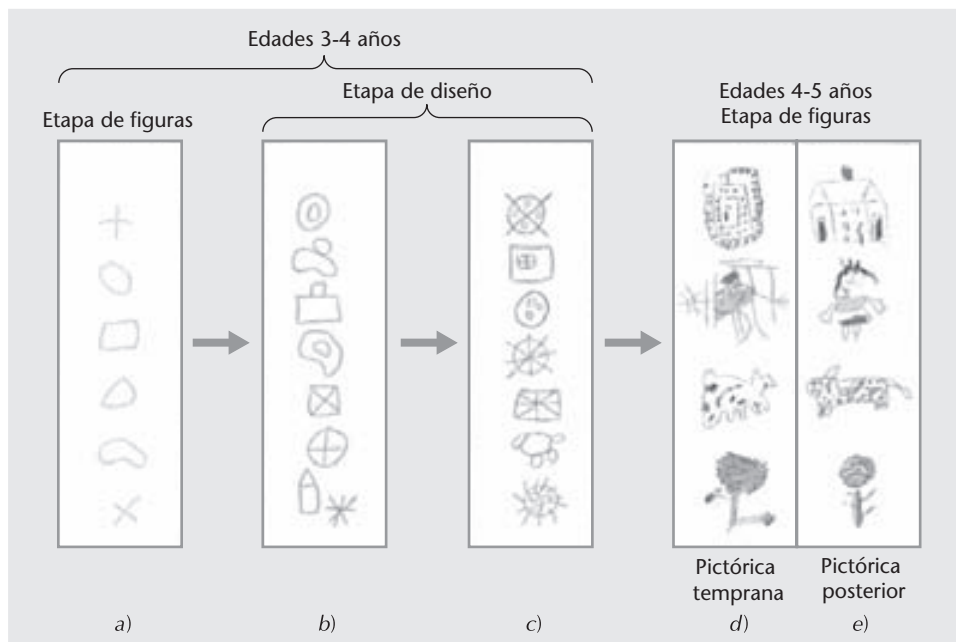 Edades 3-4 años
Etapa de diseño
Edades 4-5 años
Etapa de figuras
Etapa de figuras
Pictórica
temprana
Pictórica
posterior
a)
b)
c)
d)
e)